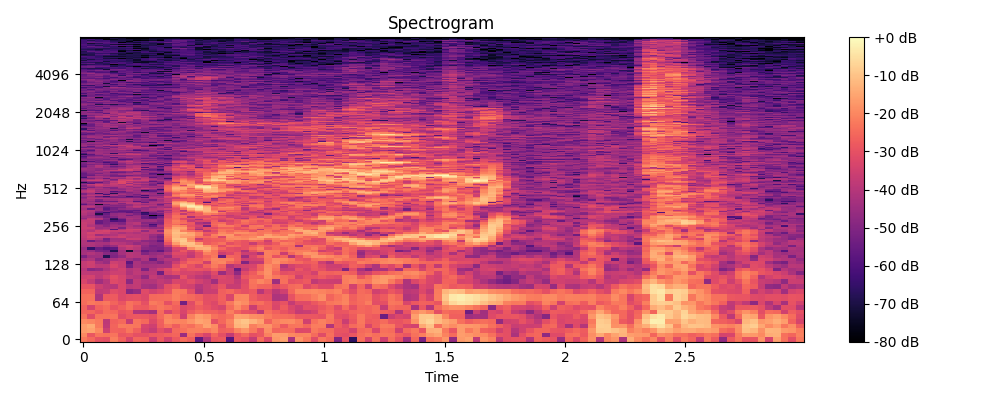 Spectrogram
Hz
4096
2048
1024
512
256
128
64
0
0
0.5
1
1.5
2
2.5
Time
+0 dB
-10 dB
-20 dB
-30 dB
-40 dB
-50 dB
-60 dB
-70 dB
-80 dB